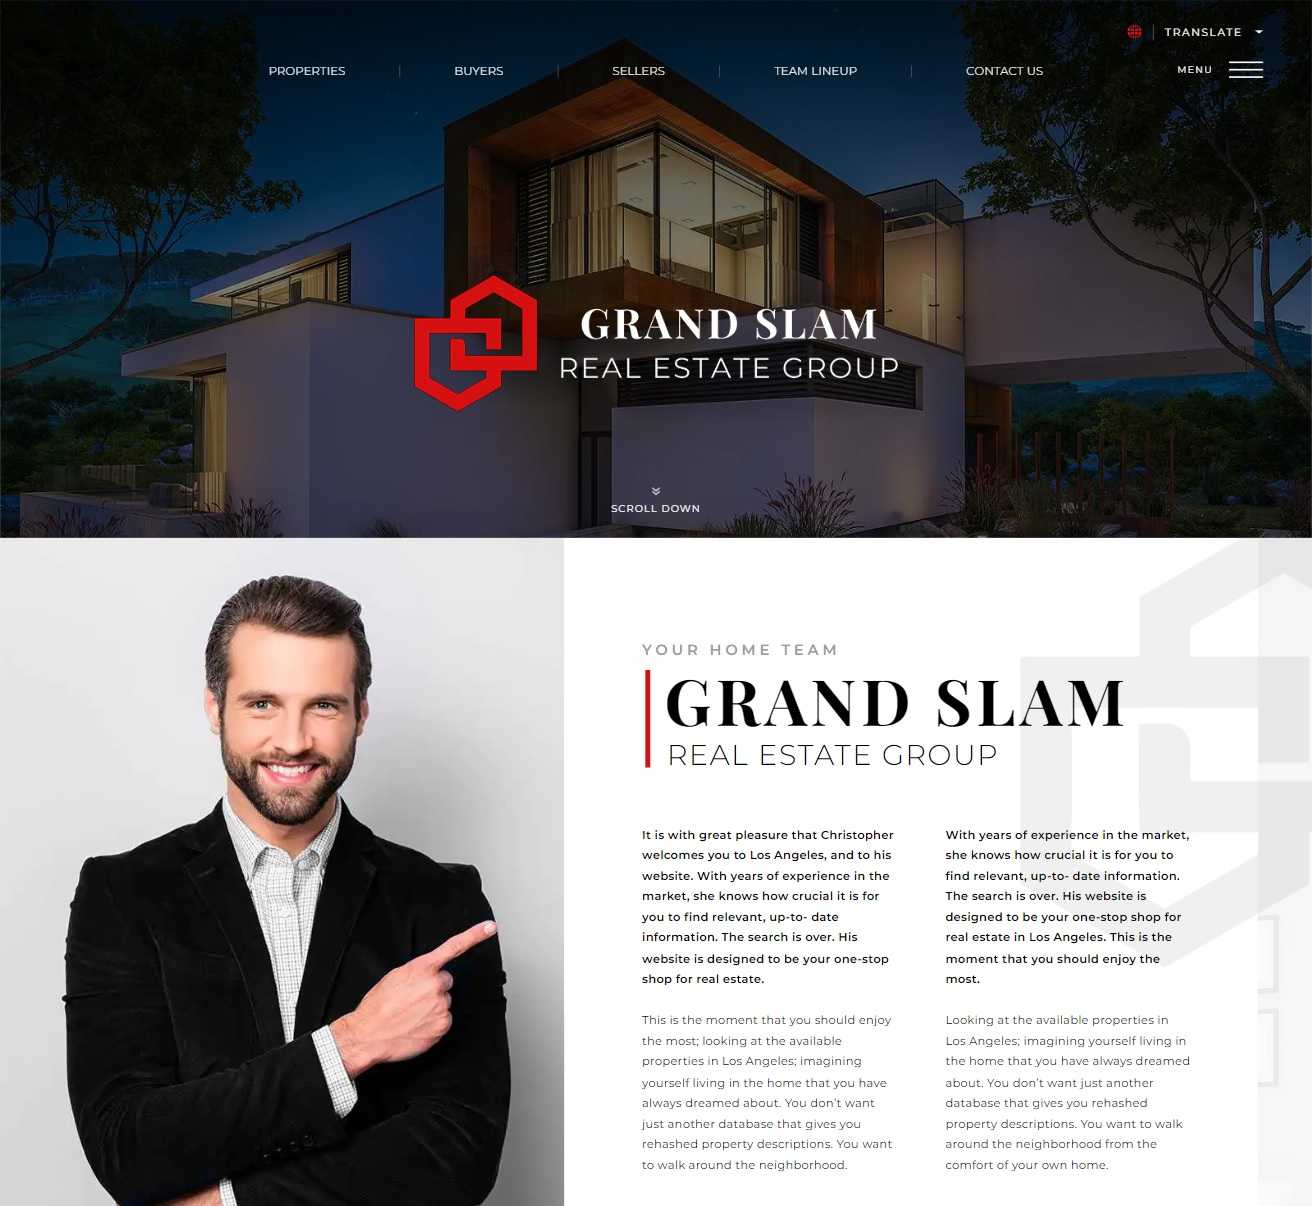 TRANSLATE
PROPERTIES
BUYERS
SELLERS
TEAM LINEUP
CONTACT US
MENU
GRAND SLAM
REAL ESTATE GROUP
SCROLL DOWN
YOUR HOME TEAM
GRAND SLAM
REAL ESTATE GROUP
It is with great pleasure that Christopher
welcomes you to Los Angeles, and to his
website. With years of experience in the
market, she knows how crucial it is for
you to find relevant, up-to- date
information. The search is over. His
website is designed to be your one-stop
shop for real estate.
This is the moment that you should enjoy
the most; looking at the available
properties in Los Angeles; imagining
yourself living in the home that you have
always dreamed about. You don't want
just another database that gives you
rehashed property descriptions. You want
to walk around the neighborhood.
With years of experience in the market,
she knows how crucial it is for you to
find relevant, up-to- date information.
The search is over. His website is
designed to be your one-stop shop for
real estate in Los Angeles. This is the
moment that you should enjoy the
most.
Looking at the available properties in
Los Angeles; imagining yourself living in
the home that you have always dreamed
about. You don't want just another
database that gives you rehashed
property descriptions. You want to walk
around the neighborhood from the
comfort of your own home.